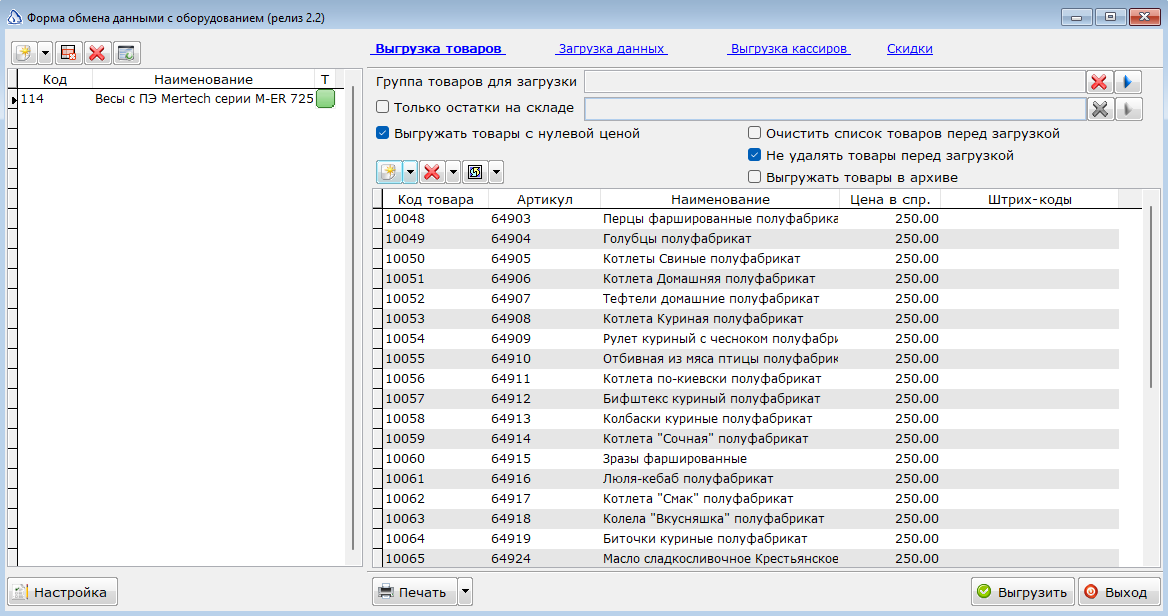 Форма обмена данными с оборудованием (релиз 2.2)
Выгрузка товаров Загрузка данных Выгрузка кассиров Скидки
Код Наименование Т
114 Весы с ПЭ Mertech серии M-ER 725
Группа товаров для загрузки
Только остатки на складе
Выгружать товары с нулевой ценой
Очистить список товаров перед загрузкой
Не удалять товары перед загрузкой
Выгружать товары в архиве
Код товара Артикул Наименование Цена в спр. Штрих-коды
10048 64903 Перцы фаршированные полуфабрика 250.00
10049 64904 Голубцы полуфабрикат 250.00
10050 64905 Котлеты Свиные полуфабрикат 250.00
10051 64906 Котлета Домашняя полуфабрикат 250.00
10052 64907 Тефтели домашние полуфабрикат 250.00
10053 64908 Котлета Куриная полуфабрикат 250.00
10054 64909 Рулет куриный с чесноком полуфабри 250.00
10055 64910 Отбивная из мяса птицы полуфабрик 250.00
10056 64911 Котлета по-киевски полуфабрикат 250.00
10057 64912 Бифштекс куриный полуфабрикат 250.00
10058 64913 Колбаски куриные полуфабрикат 250.00
10059 64914 Котлета "Сочная" полуфабрикат 250.00
10060 64915 Зразы фаршированные 250.00
10061 64916 Люля-кебаб полуфабрикат 250.00
10062 64917 Котлета "Смак" полуфабрикат 250.00
10063 64918 Колела "Вкусняшка" полуфабрикат 250.00
10064 64919 Биточки куриные полуфабрикат 250.00
10065 64924 Масло сладкосливочное Крестьянское 250.00
Настройка Печать Выгрузить Выход